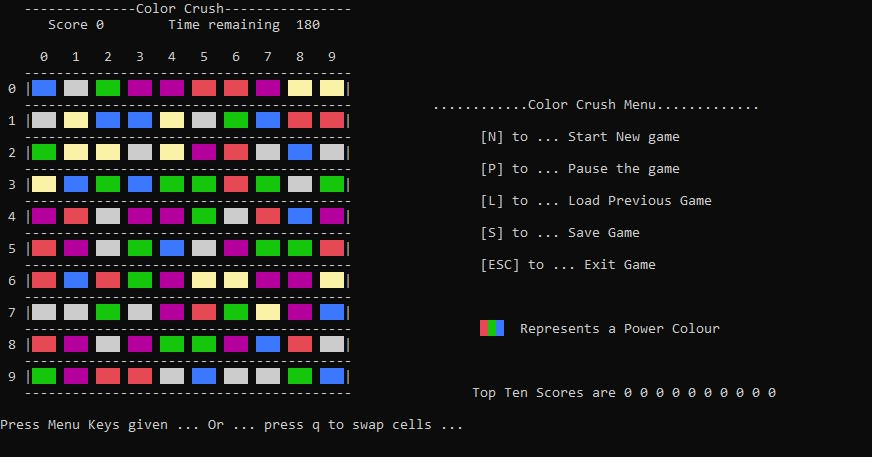 --------------Color Crush----------------
Score 0 Time remaining 180
0 1 2 3 4 5 6 7 8 9
0
1
2
3
4
5
6
7
8
9
Press Menu Keys given ... Or ... press q to swap cells ...
............Color Crush Menu.............
[N] to ... Start New game
[P] to ... Pause the game
[L] to ... Load Previous Game
[S] to ... Save Game
[ESC] to ... Exit Game
Represents a Power Colour
Top Ten Scores are 0 0 0 0 0 0 0 0 0 0